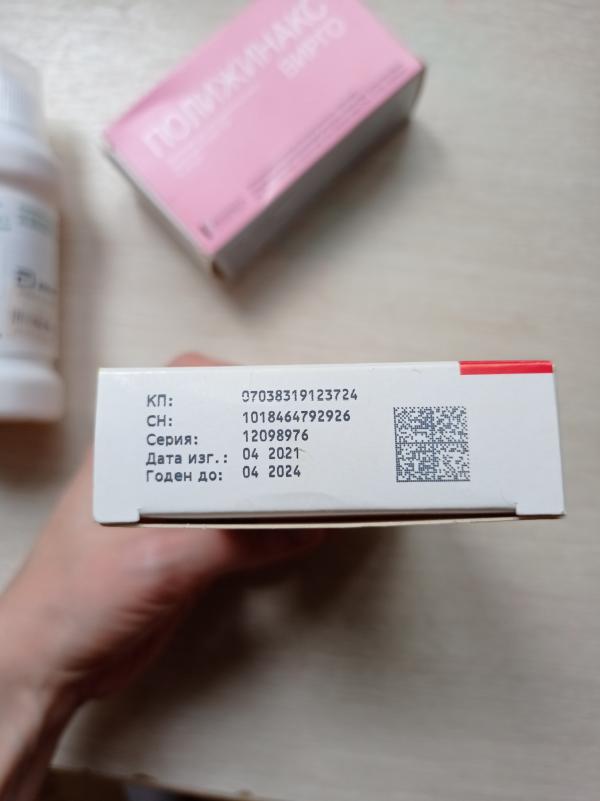 ПОЛИЖИНАКС
ВИРГО
КП: 07038319123724
СН: 1018464792926
Серия: 12098976
Дата изг.: 04 2021
Годен до: 04 2024